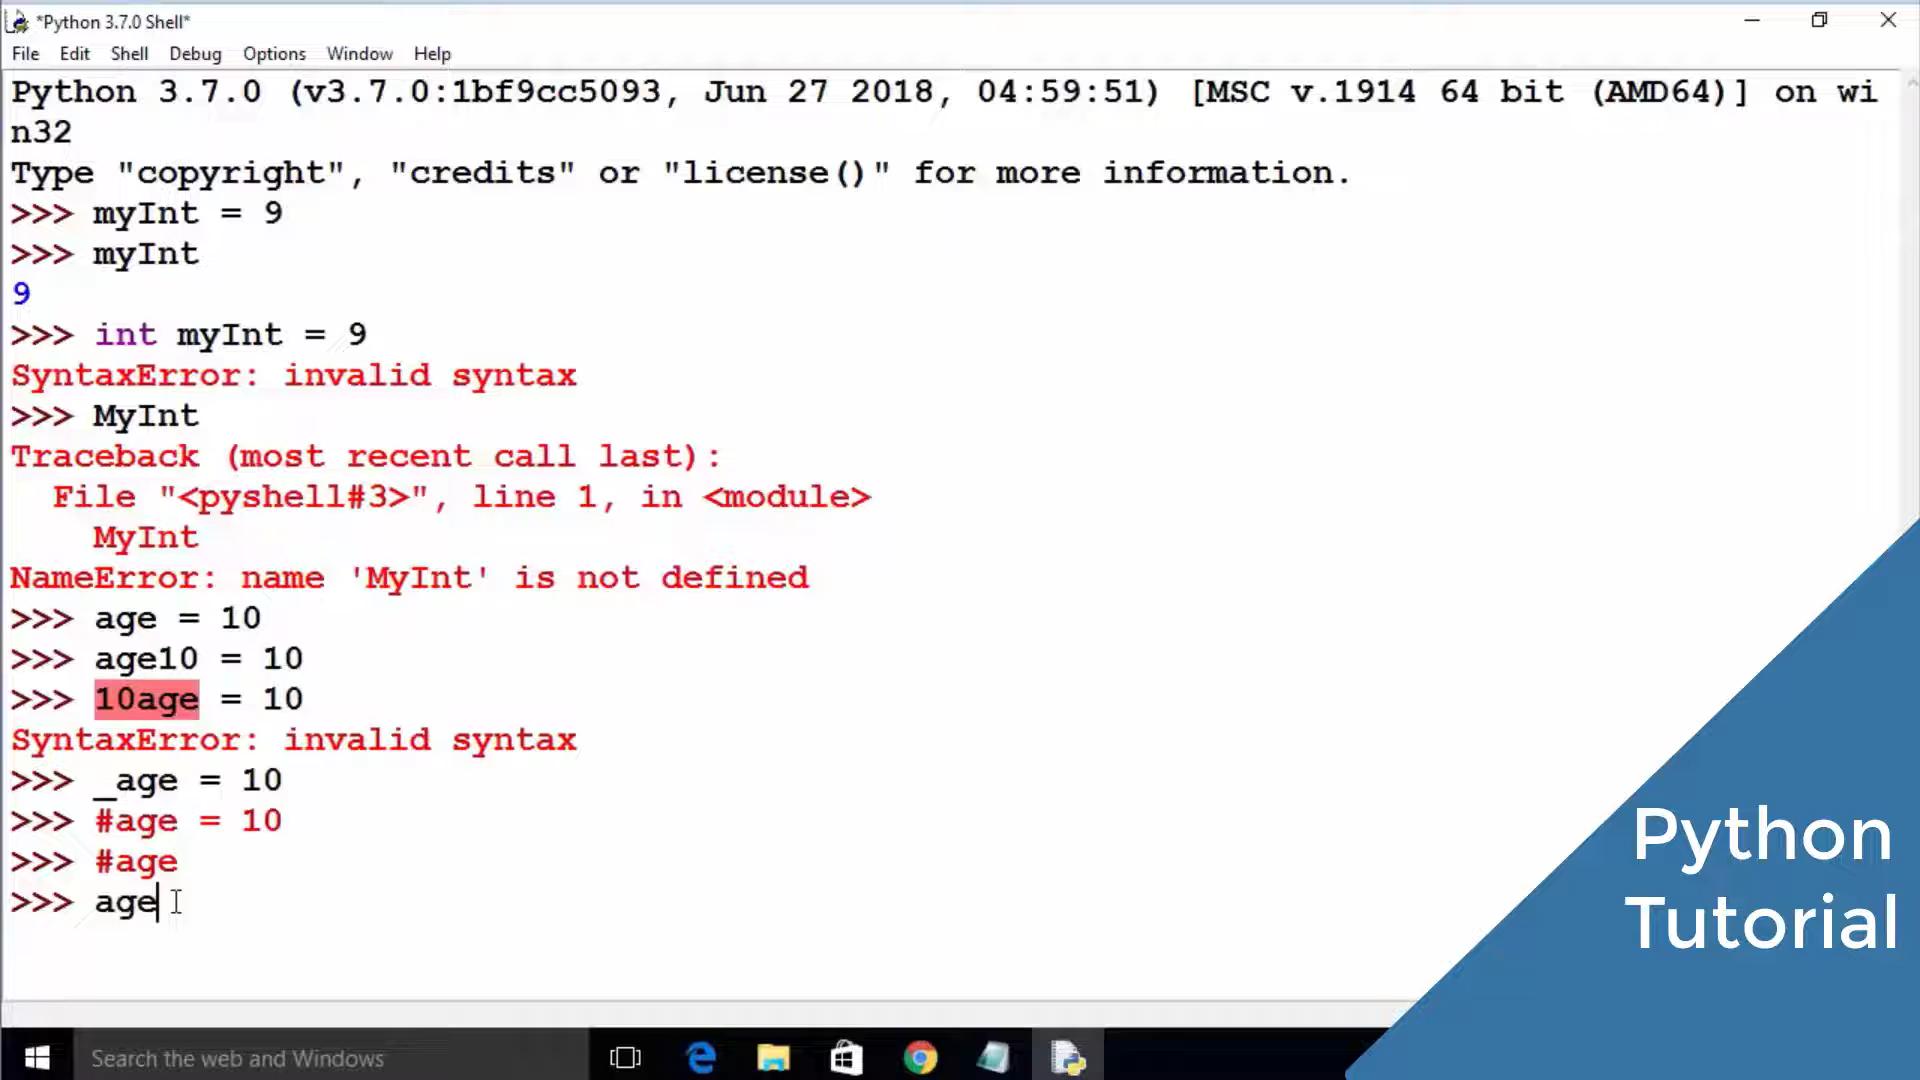 *Python 3.7.0 Shell*
File Edit Shell Debug Options Window Help
Python 3.7.0 (v3.7.0:1bf9cc5093, Jun 27 2018, 04:59:51) [MSC v.1914 64 bit (AMD64)] on wi
n32
Type "copyright", "credits" or "license()" for more information.
>>> myInt = 9
>>> myInt
9
>>> int myInt = 9
SyntaxError: invalid syntax
>>> MyInt
Traceback (most recent call last):
  File "<pyshell#3>", line 1, in <module>
    MyInt
NameError: name 'MyInt' is not defined
>>> age = 10
>>> age10 = 10
>>> 10age = 10
SyntaxError: invalid syntax
>>> _age = 10
>>> #age = 10
>>> #age
>>> age
Python
Tutorial
Search the web and Windows